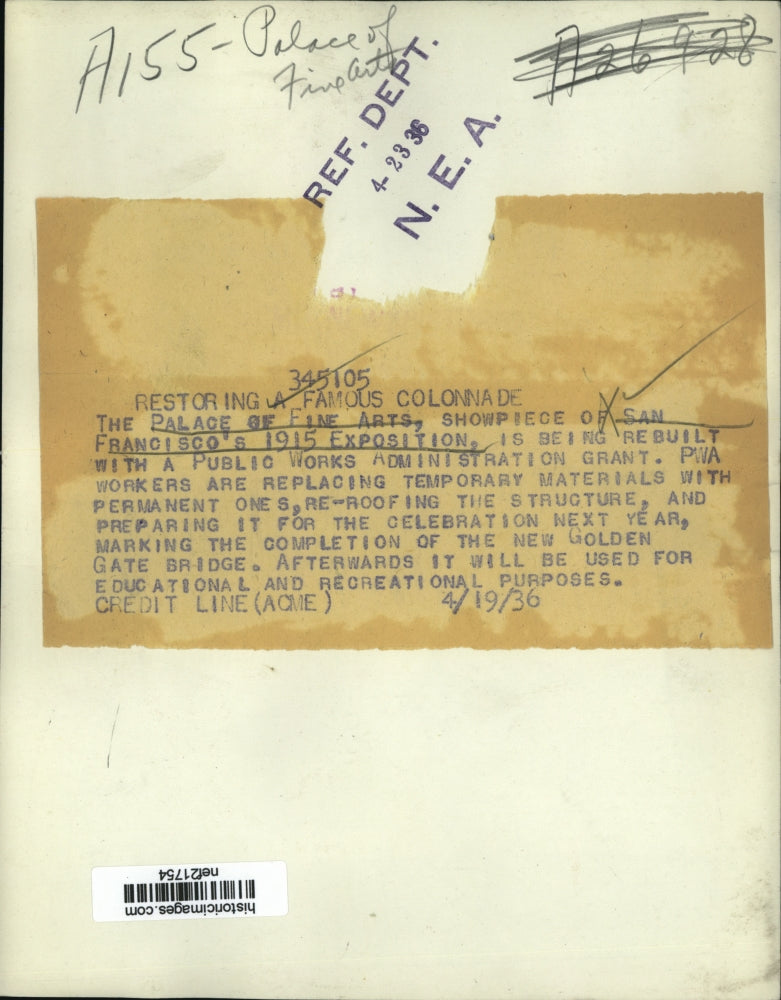 A155- Palace of
Fine Arts
A26928
REF. DEPT.
4-23 36
N. E. A.
345105
RESTORING A FAMOUS COLONNADE
THE PALACE OF FINE ARTS, SHOWPIECE OF SAN
FRANCISCO'S 1915 EXPOSITION, IS BEING REBUILT
WITH A PUBLIC WORKS ADMINISTRATION GRANT. PWA
WORKERS ARE REPLACING TEMPORARY MATERIALS WITH
PERMANENT ONES,RE-ROOFING THE STRUCTURE, AND
PREPARING IT FOR THE CELEBRATION NEXT YEAR,
MARKING THE COMPLETION OF THE NEW GOLDEN
GATE BRIDGE. AFTERWARDS IT WILL BE USED FOR
EDUCATIONAL AND RECREATIONAL PURPOSES.
CREDIT LINE(ACME) 4/19/36
historicimages.com
nef21754